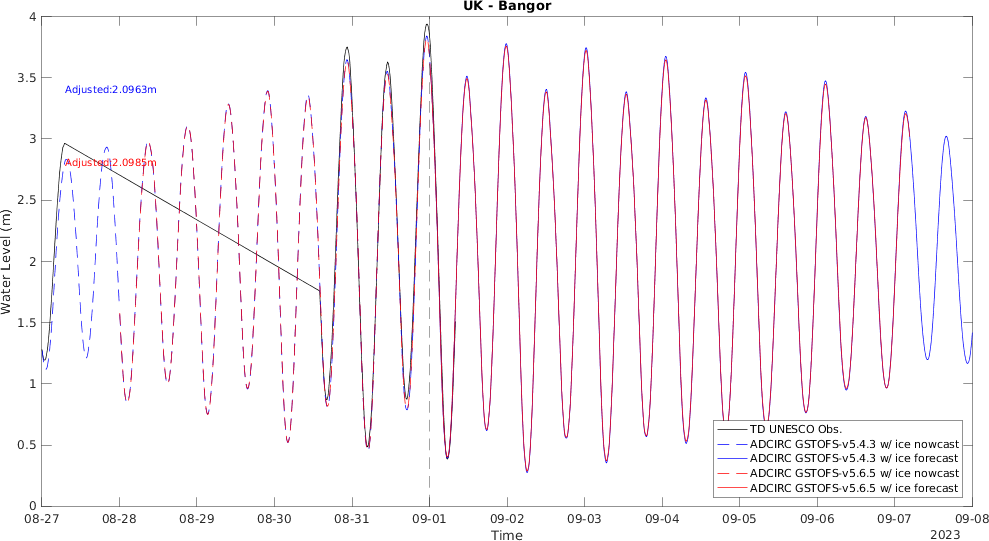 UK - Bangor
4
3.5
3
2.5
2
1.5
1
0.5
0
Water Level (m)
Adjusted:2.0963m
Adjusted:2.0985m
TD UNESCO Obs.
ADCIRC GSTOFS-v5.4.3 w/ ice nowcast
ADCIRC GSTOFS-v5.4.3 w/ ice forecast
ADCIRC GSTOFS-v5.6.5 w/ ice nowcast
ADCIRC GSTOFS-v5.6.5 w/ ice forecast
08-27 08-28 08-29 08-30 08-31 09-01 09-02 09-03 09-04 09-05 09-06 09-07 09-08
Time
2023